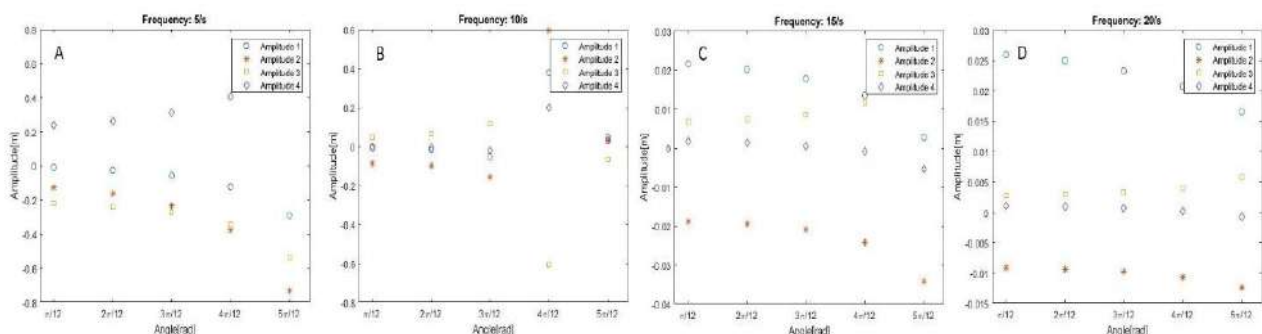 Frequency: 5/s
A
Amplitude 1
Amplitude 2
Amplitude 3
Amplitude 4
Amplitude[m]
0.8
0.6
0.4
0.2
0
-0.2
-0.4
-0.6
-0.8
π/12
2π/12
3π/12
4π/12
5π/12
Angle[rad]
Frequency: 10/s
B
Amplitude 1
Amplitude 2
Amplitude 3
Amplitude 4
Amplitude[m]
0.6
0.4
0.2
0
-0.2
-0.4
-0.6
-0.8
π/12
2π/12
3π/12
4π/12
5π/12
Angle[rad]
Frequency: 15/s
C
Amplitude 1
Amplitude 2
Amplitude 3
Amplitude 4
Amplitude[m]
0.03
0.02
0.01
0
-0.01
-0.02
-0.03
-0.04
π/12
2π/12
3π/12
4π/12
5π/12
Angle[rad]
Frequency: 20/s
D
Amplitude 1
Amplitude 2
Amplitude 3
Amplitude 4
Amplitude[m]
0.03
0.025
0.02
0.015
0.01
0.005
0
-0.005
-0.01
-0.015
π/12
2π/12
3π/12
4π/12
5π/12
Angle[rad]